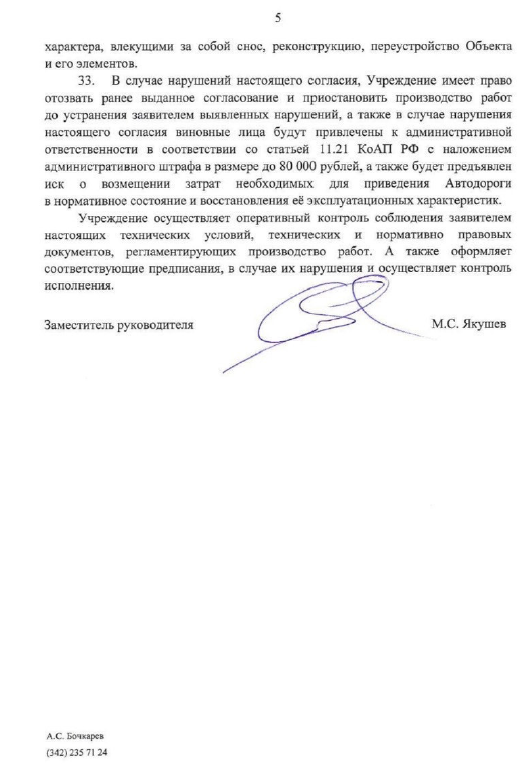 5
характера, влекущими за собой снос, реконструкцию, переустройство Объекта
и его элементов.
33. В случае нарушений настоящего согласия, Учреждение имеет право
отозвать ранее выданное согласование и приостановить производство работ
до устранения заявителем выявленных нарушений, а также в случае нарушения
настоящего согласия виновные лица будут привлечены к административной
ответственности в соответствии со статьей 11.21 КоАП РФ с наложением
административного штрафа в размере до 80 000 рублей, а также будет предъявлен
иск о возмещении затрат необходимых для приведения Автодороги
в нормативное состояние и восстановления её эксплуатационных характеристик.
Учреждение осуществляет оперативный контроль соблюдения заявителем
настоящих технических условий, технических и нормативно правовых
документов, регламентирующих производство работ. А также оформляет
соответствующие предписания, в случае их нарушения и осуществляет контроль
исполнения.
Заместитель руководителя М.С. Якушев
А.С. Бочкарев
(342) 235 71 24